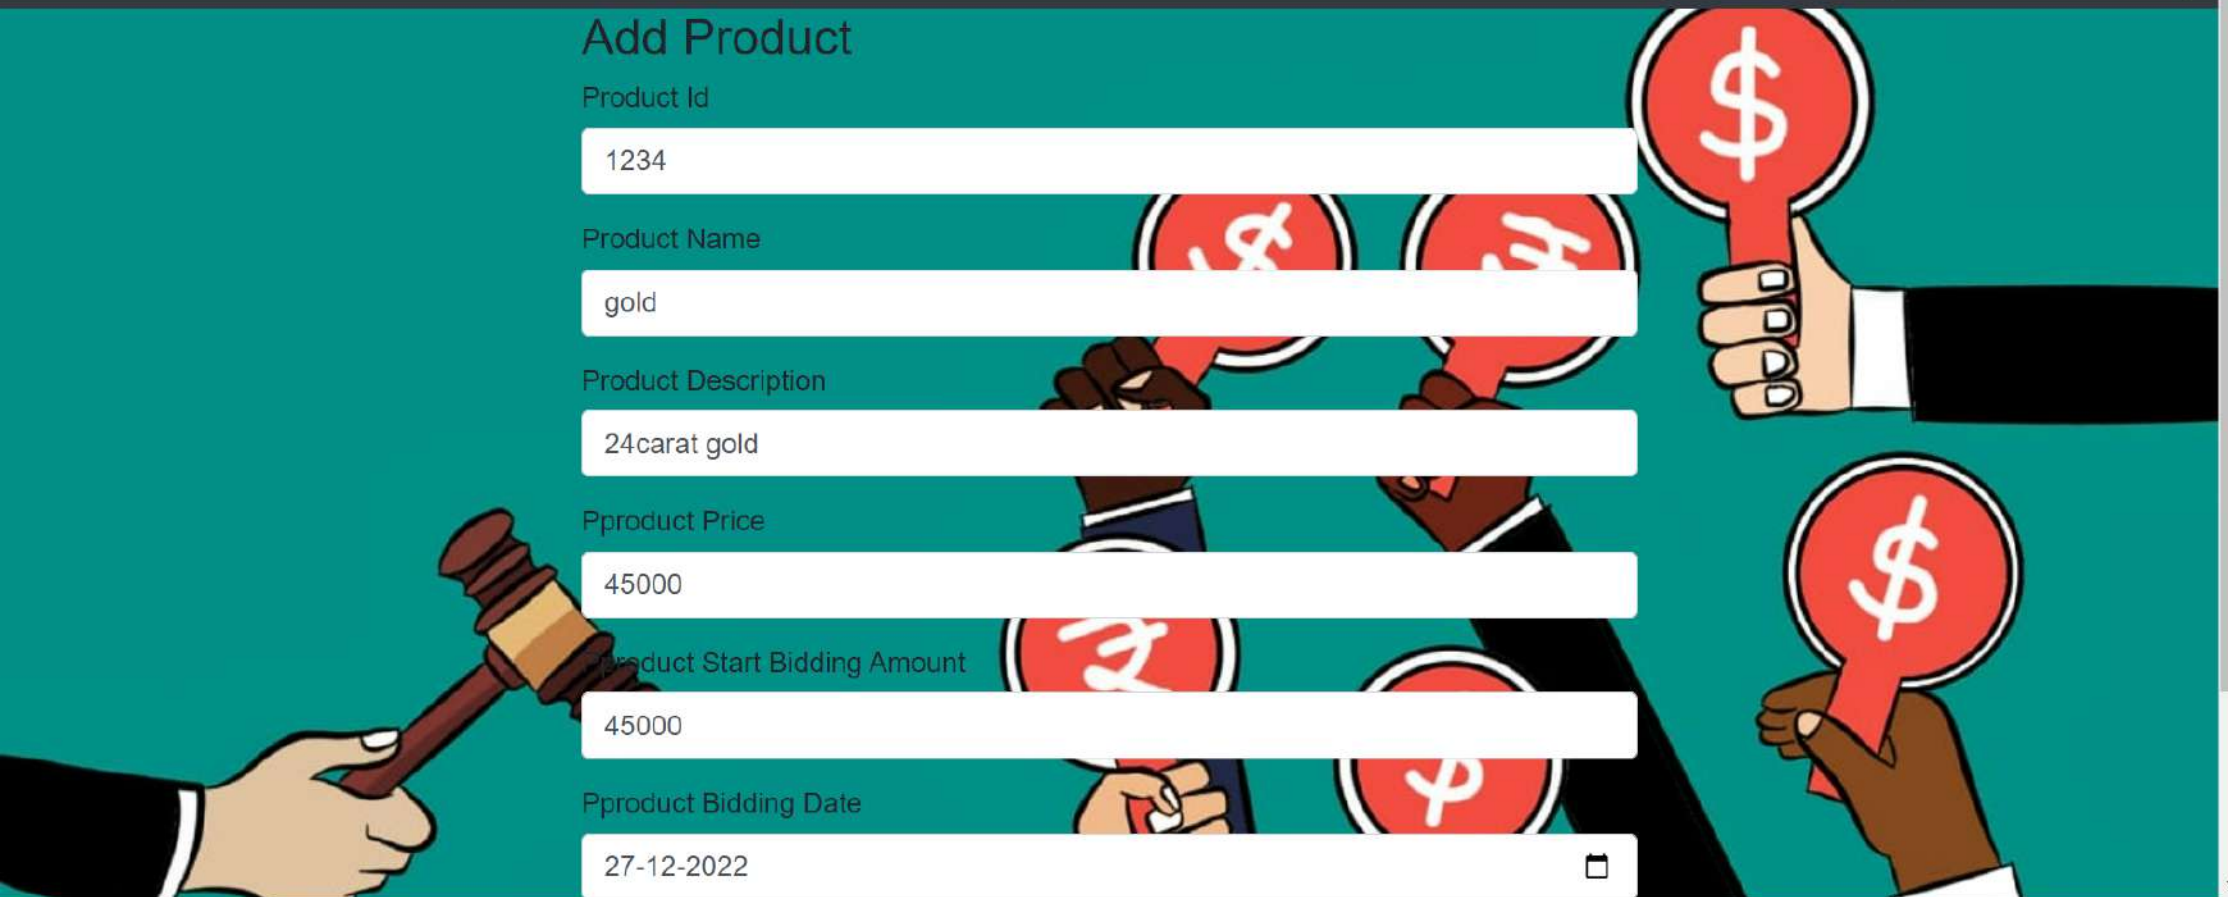 Add Product
Product Id
1234
Product Name
gold
Product Description
24carat gold
Pproduct Price
45000
Pproduct Start Bidding Amount
45000
Pproduct Bidding Date
27-12-2022
$
$
₹
₹
$
$